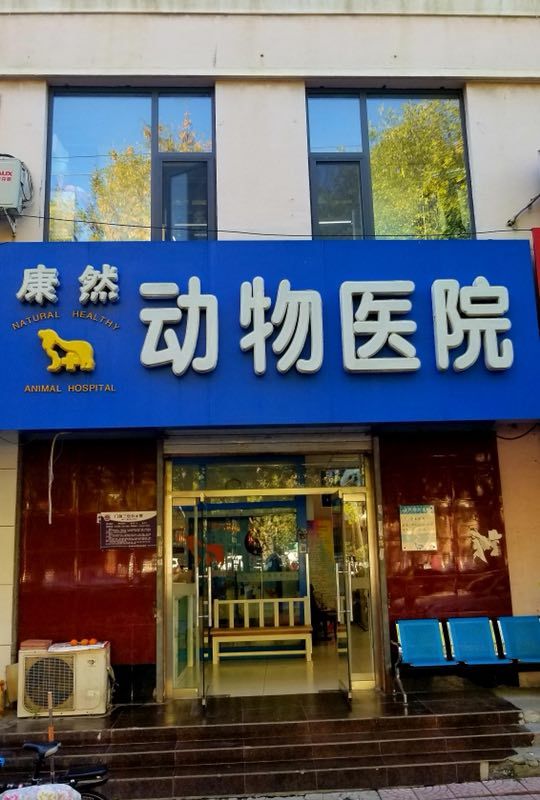 康然
NATURAL HEALTHY
ANIMAL HOSPITAL
动物医院